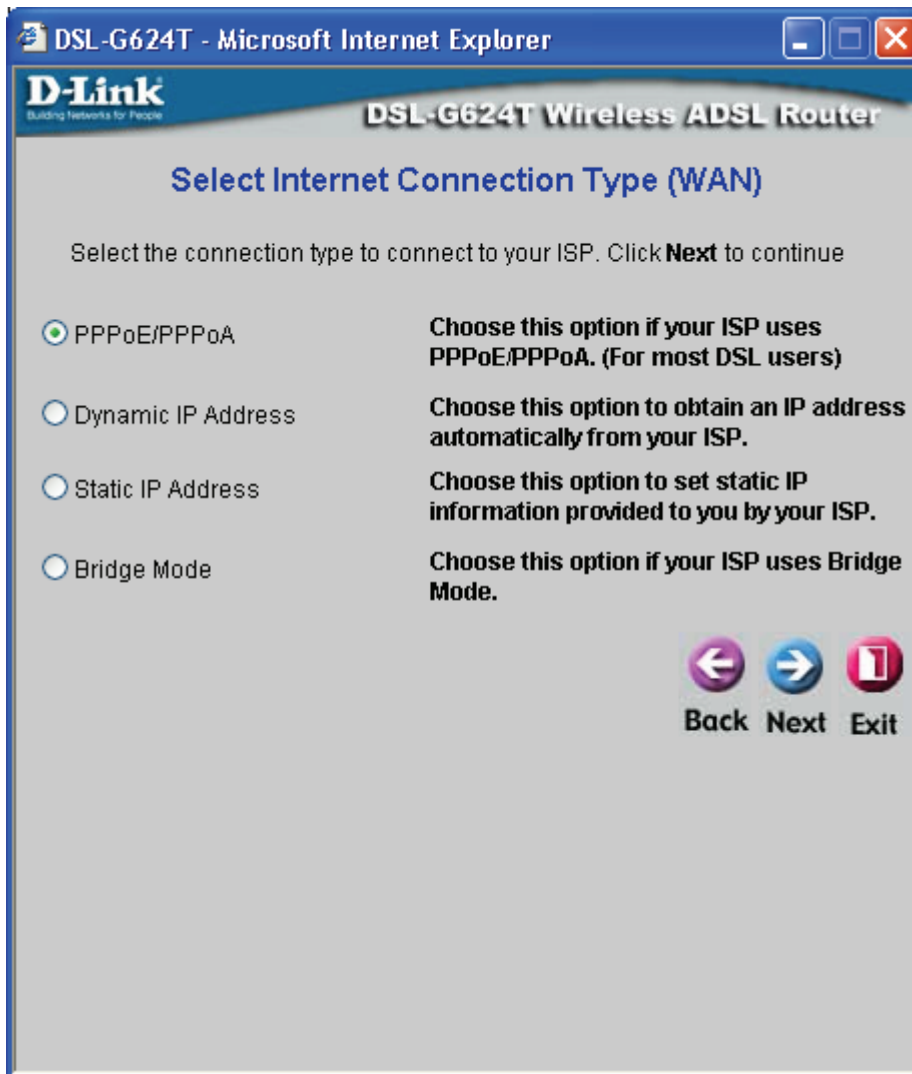 DSL-G624T - Microsoft Internet Explorer
D-Link
Building Networks for People
DSL-G624T Wireless ADSL Router
Select Internet Connection Type (WAN)
Select the connection type to connect to your ISP. Click Next to continue
PPPoE/PPPoA
Choose this option if your ISP uses
PPPoE/PPPoA. (For most DSL users)
Dynamic IP Address
Choose this option to obtain an IP address
automatically from your ISP.
Static IP Address
Choose this option to set static IP
information provided to you by your ISP.
Bridge Mode
Choose this option if your ISP uses Bridge
Mode.
Back Next Exit